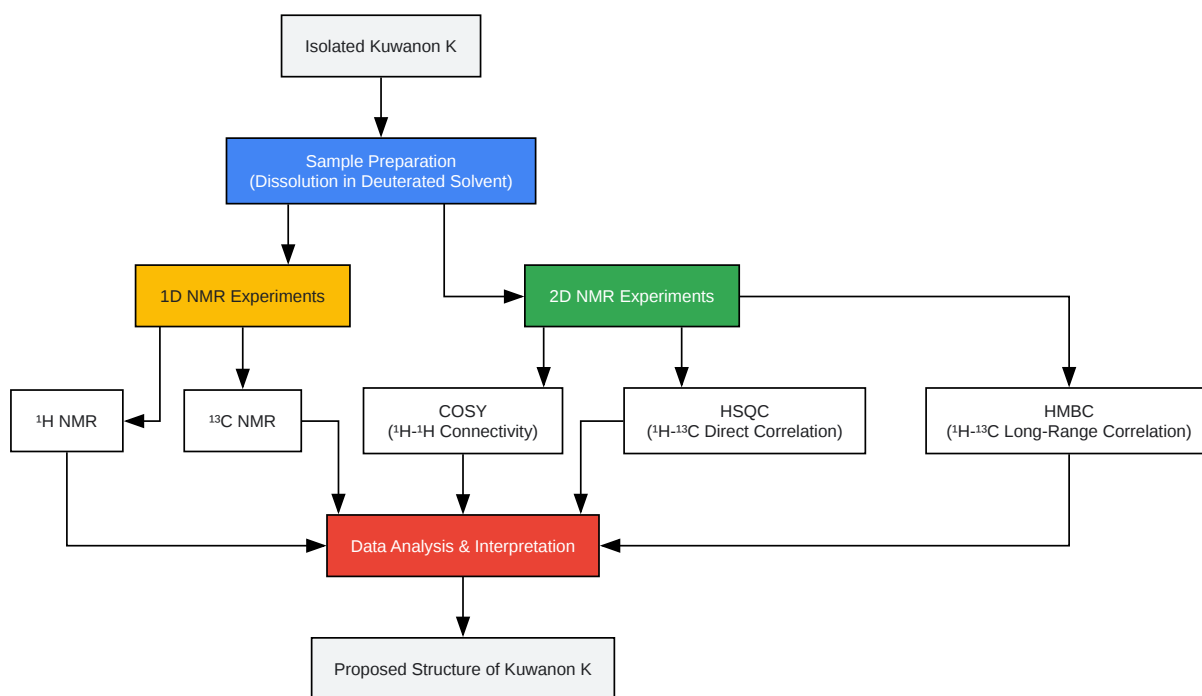 Isolated Kuwanon K
Sample Preparation
(Dissolution in Deuterated Solvent)
1D NMR Experiments
2D NMR Experiments
¹H NMR
¹³C NMR
COSY
(¹H-¹H Connectivity)
HSQC
(¹H-¹³C Direct Correlation)
HMBC
(¹H-¹³C Long-Range Correlation)
Data Analysis & Interpretation
Proposed Structure of Kuwanon K